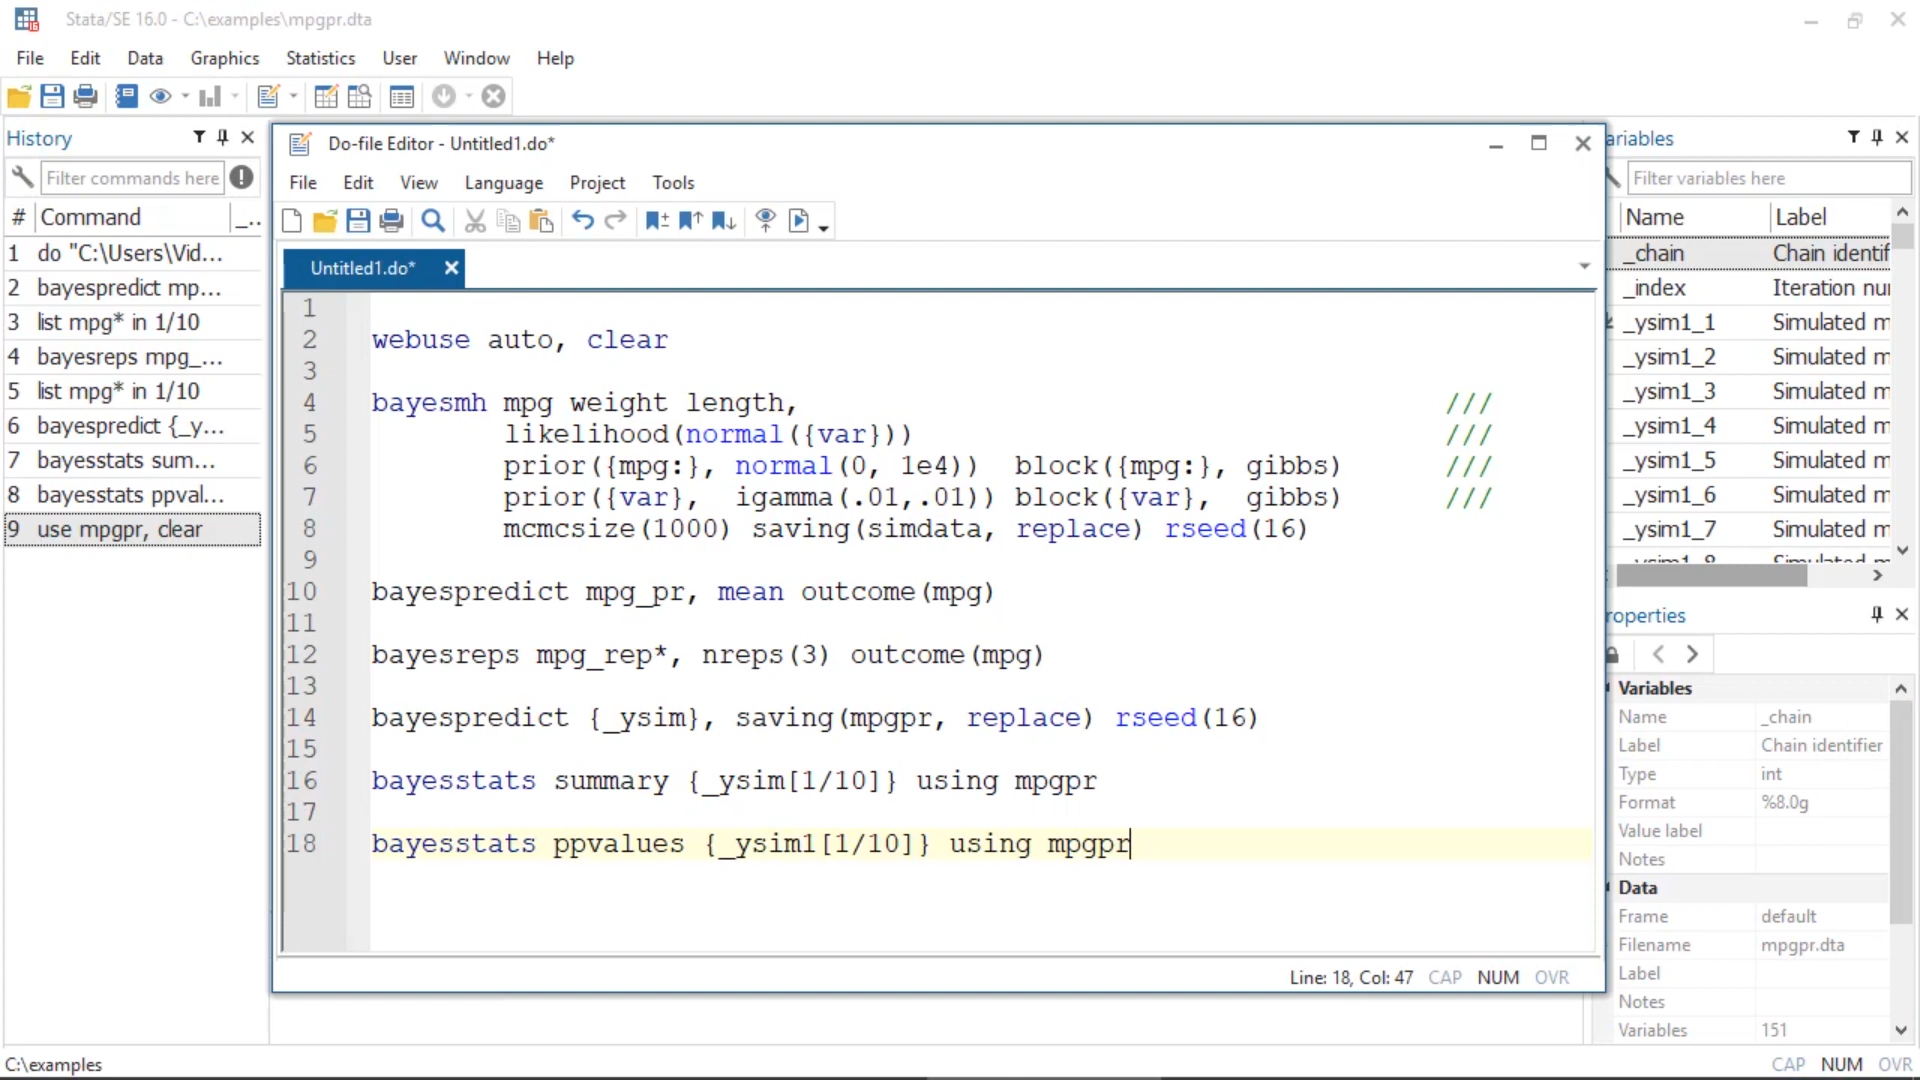 Stata/SE 16.0 - C:\examples\mpgpr.dta
File Edit Data Graphics Statistics User Window Help
History
Filter commands here
# Command _..
1 do "C:\Users\Vid...
2 bayespredict mp...
3 list mpg* in 1/10
4 bayesreps mpg_...
5 list mpg* in 1/10
6 bayespredict {_y...
7 bayesstats sum...
8 bayesstats ppval...
9 use mpgpr, clear
Do-file Editor - Untitled1.do*
File Edit View Language Project Tools
Untitled1.do*
1
2 webuse auto, clear
3
4 bayesmh mpg weight length, ///
5 likelihood(normal({var})) ///
6 prior({mpg:}, normal(0, 1e4)) block({mpg:}, gibbs) ///
7 prior({var}, igamma(.01,.01)) block({var}, gibbs) ///
8 mcmcsize(1000) saving(simdata, replace) rseed(16)
9
10 bayespredict mpg_pr, mean outcome(mpg)
11
12 bayesreps mpg_rep*, nreps(3) outcome(mpg)
13
14 bayespredict {_ysim}, saving(mpgpr, replace) rseed(16)
15
16 bayesstats summary {_ysim[1/10]} using mpgpr
17
18 bayesstats ppvalues {_ysim1[1/10]} using mpgpr
Line: 18, Col: 47 CAP NUM OVR
ariables
Filter variables here
Name Label
_chain Chain identif
_index Iteration nu
_ysim1_1 Simulated m
_ysim1_2 Simulated m
_ysim1_3 Simulated m
_ysim1_4 Simulated m
_ysim1_5 Simulated m
_ysim1_6 Simulated m
_ysim1_7 Simulated m
roperties
Variables
Name _chain
Label Chain identifier
Type int
Format %8.0g
Value label
Notes
Data
Frame default
Filename mpgpr.dta
Label
Notes
Variables 151
C:\examples
CAP NUM OVR